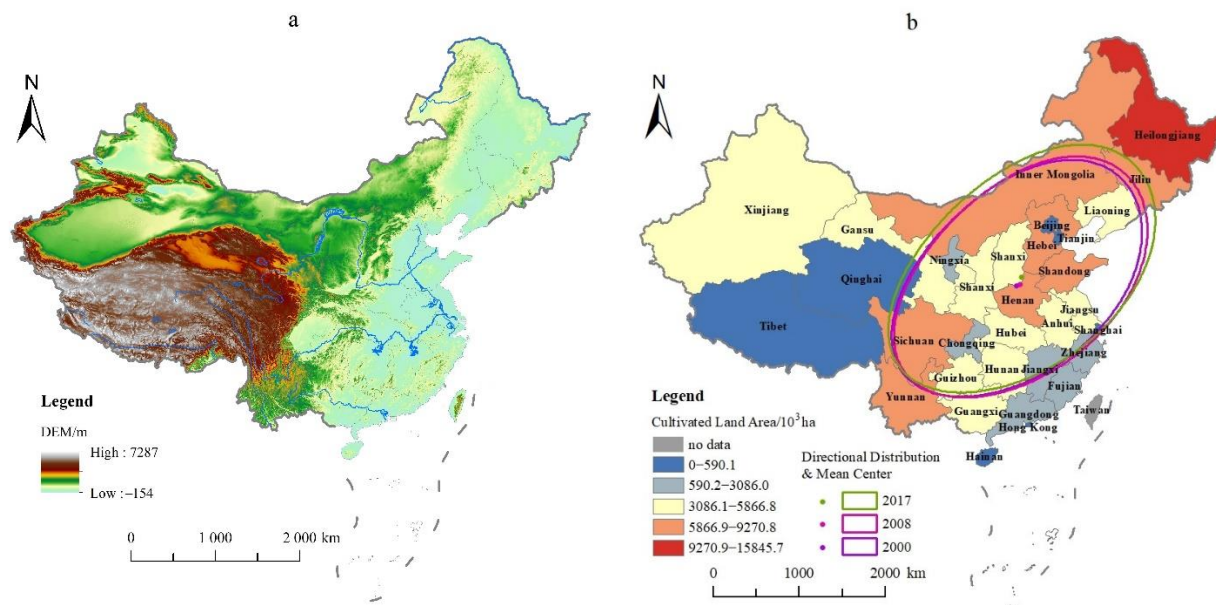 a
N
Legend
DEM/m
High : 7287
Low : −154
0 1 000 2 000 km
b
N
Heilongjiang
Inner Mongolia
Jiliu
Xinjiang
Liaoning
Gansu
Beijing
Tianjin
Hebei
Ningxia
Shanxi
Qinghai
Shandong
Shanxi
Henan
Jiangsu
Tibet
Anhui
Shanghai
Sichuan
Chongqing
Hubei
Zhejiang
Hunan
Jiangxi
Guizhou
Fujian
Yunnan
Guangxi
Guangdong
Taiwan
Hong Kong
Hainan
Legend
Cultivated Land Area/10³ha
no data
0−590.1
590.2−3086.0
3086.1−5866.8
5866.9−9270.8
9270.9−15845.7
Directional Distribution
& Mean Center
2017
2008
2000
0 1000 2000 km